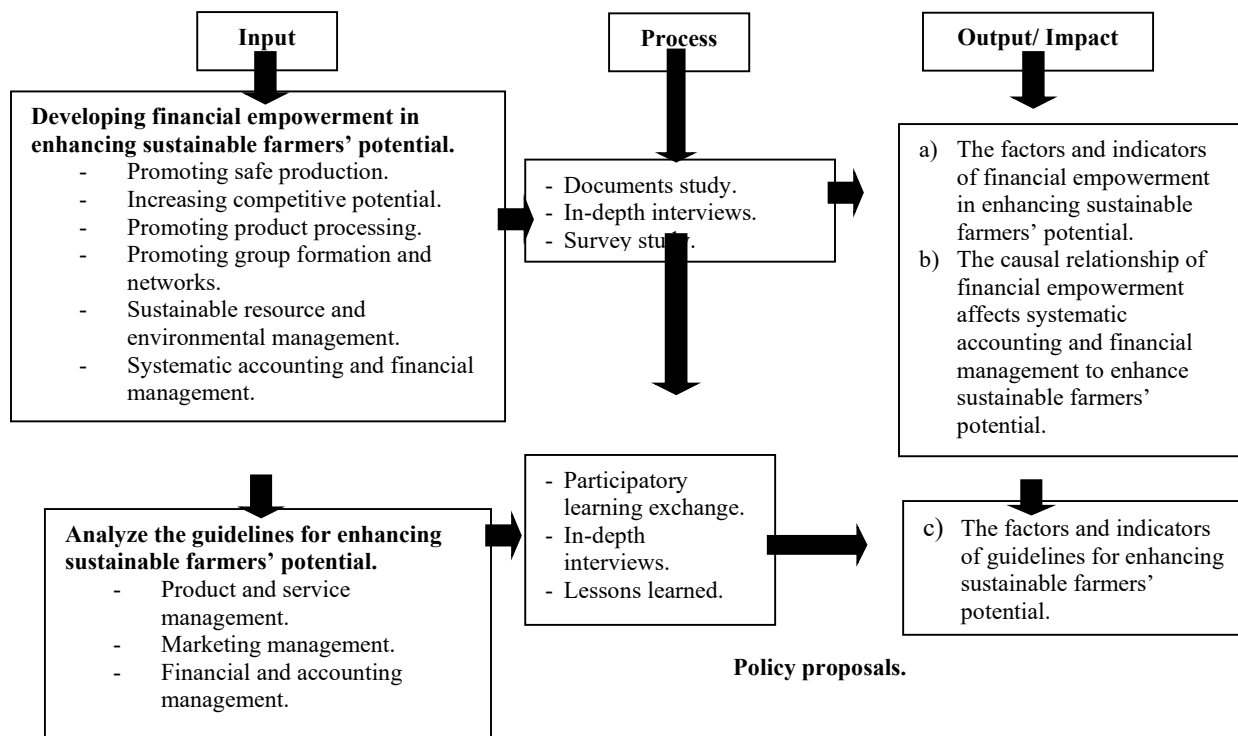 Input
Process
Output/ Impact
Developing financial empowerment in
enhancing sustainable farmers’ potential.
- Promoting safe production.
- Increasing competitive potential.
- Promoting product processing.
- Promoting group formation and
networks.
- Sustainable resource and
environmental management.
- Systematic accounting and financial
management.
- Documents study.
- In-depth interviews.
- Survey study.
a) The factors and indicators
of financial empowerment
in enhancing sustainable
farmers’ potential.
b) The causal relationship of
financial empowerment
affects systematic
accounting and financial
management to enhance
sustainable farmers’
potential.
Analyze the guidelines for enhancing
sustainable farmers’ potential.
- Product and service
management.
- Marketing management.
- Financial and accounting
management.
- Participatory
learning exchange.
- In-depth
interviews.
- Lessons learned.
c) The factors and indicators
of guidelines for enhancing
sustainable farmers’
potential.
Policy proposals.